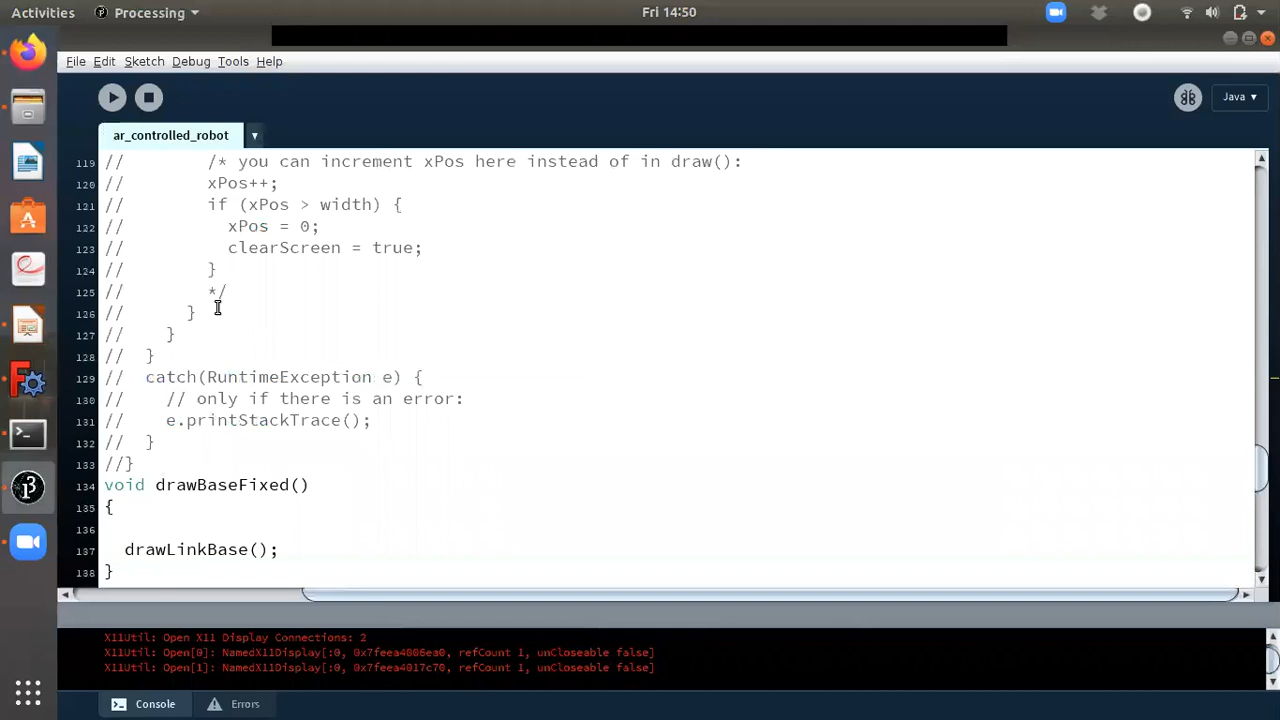 Activities Processing Fri 14:50
File Edit Sketch Debug Tools Help
Java
ar_controlled_robot
119 //        /* you can increment xPos here instead of in draw():
120 //        xPos++;
121 //        if (xPos > width) {
122 //          xPos = 0;
123 //          clearScreen = true;
124 //        }
125 //        */
126 //      }
127 //    }
128 //  }
129 //  catch(RuntimeException e) {
130 //    // only if there is an error:
131 //    e.printStackTrace();
132 //  }
133 //}
134 void drawBaseFixed()
135 {
136
137   drawLinkBase();
138 }
X11Util: Open X11 Display Connections: 2
X11Util: Open[0]: NamedX11Display[:0, 0x7feea4006ea0, refCount 1, unCloseable false]
X11Util: Open[1]: NamedX11Display[:0, 0x7feea4017c70, refCount 1, unCloseable false]
Console Errors